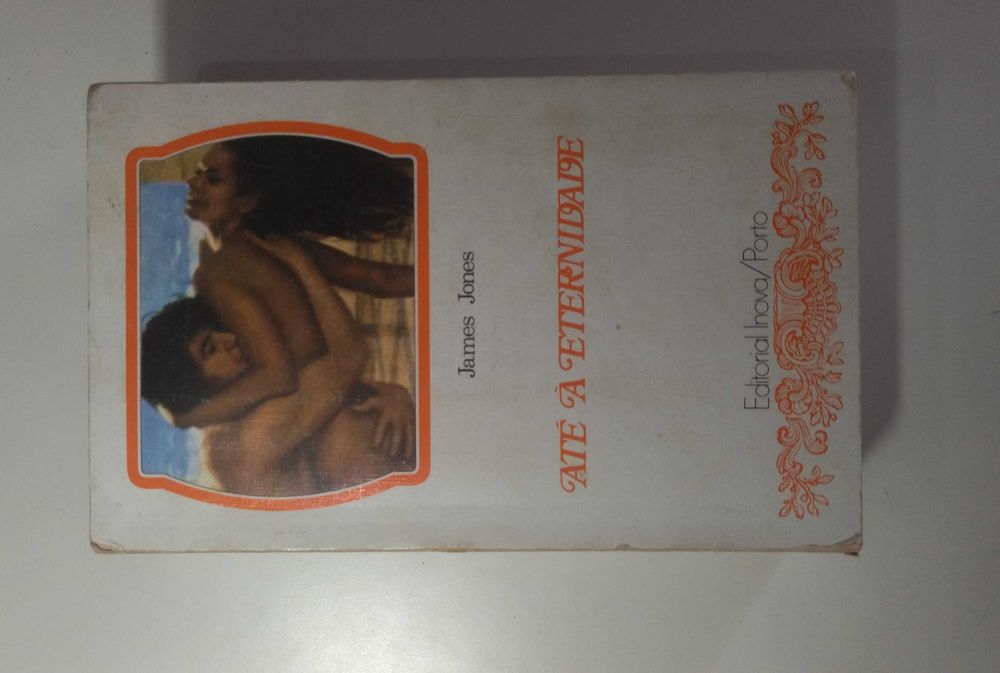 James Jones
ATÉ À ETERNIDADE
Editorial Inova/Porto